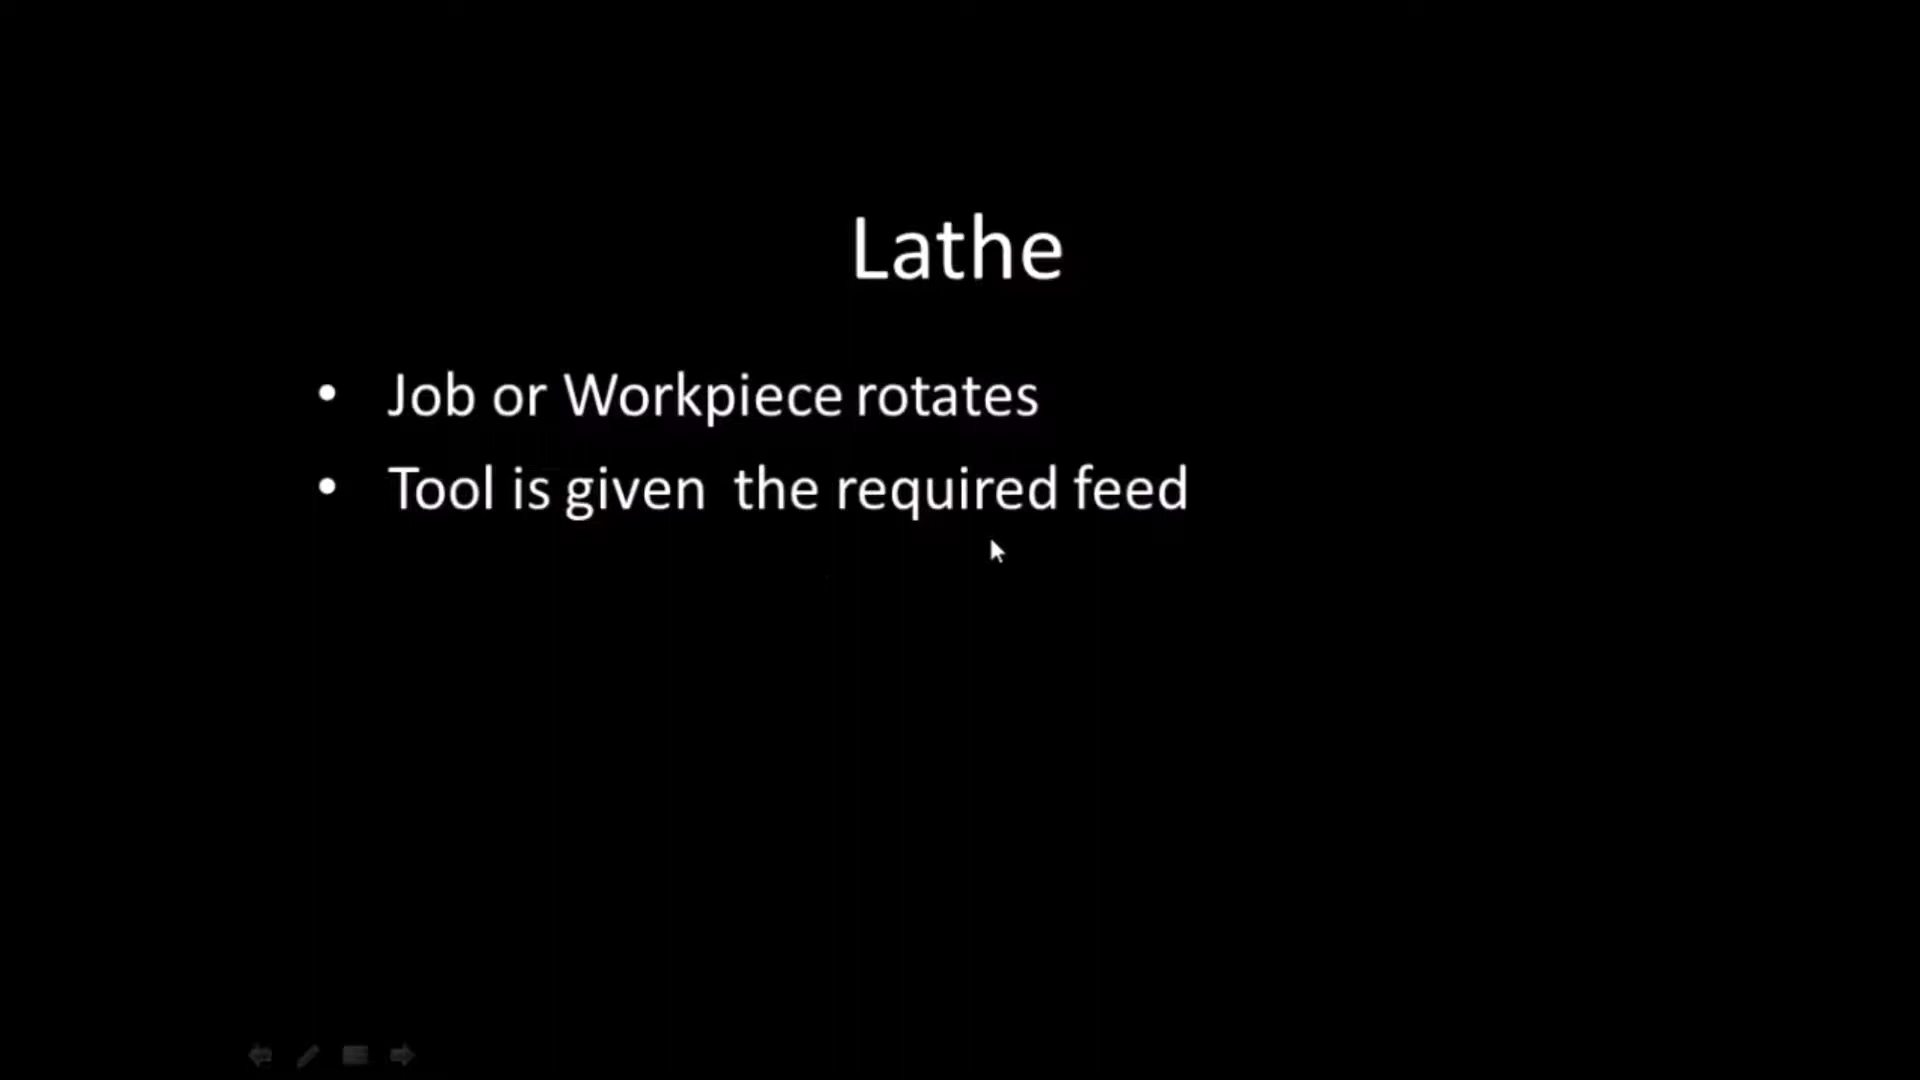 Lathe
• Job or Workpiece rotates
• Tool is given  the required feed